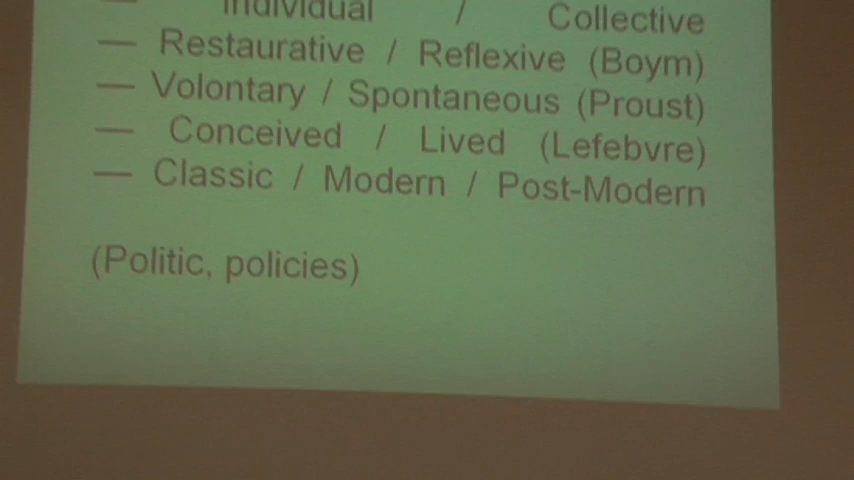 — Individual / Collective
— Restaurative / Reflexive (Boym)
— Volontary / Spontaneous (Proust)
— Conceived / Lived (Lefebvre)
— Classic / Modern / Post-Modern
(Politic, policies)